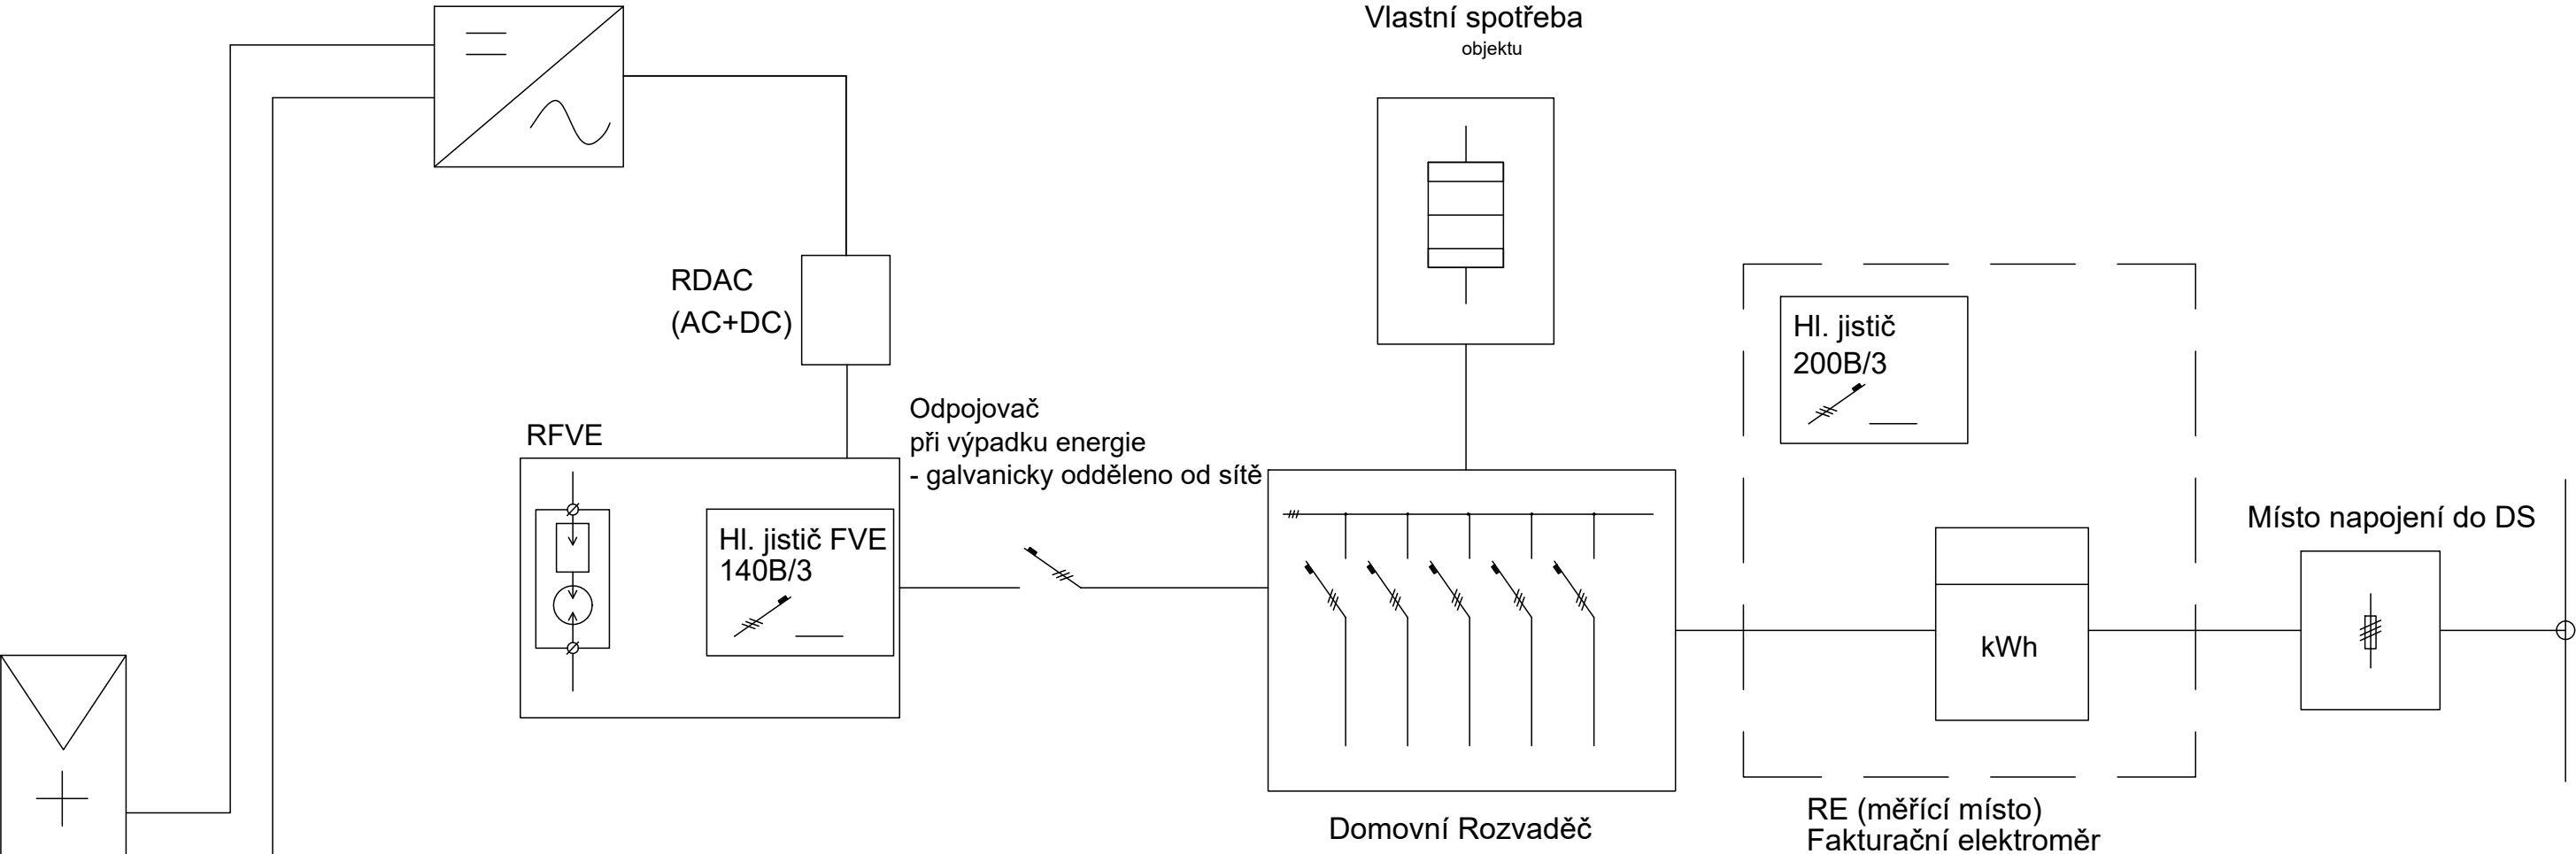 Vlastní spotřeba
objektu
RDAC
(AC+DC)
Hl. jistič
200B/3
Odpojovač
při výpadku energie
- galvanicky odděleno od sítě
RFVE
Hl. jistič FVE
140B/3
Místo napojení do DS
kWh
Domovní Rozvaděč
RE (měřící místo)
Fakturační elektroměr